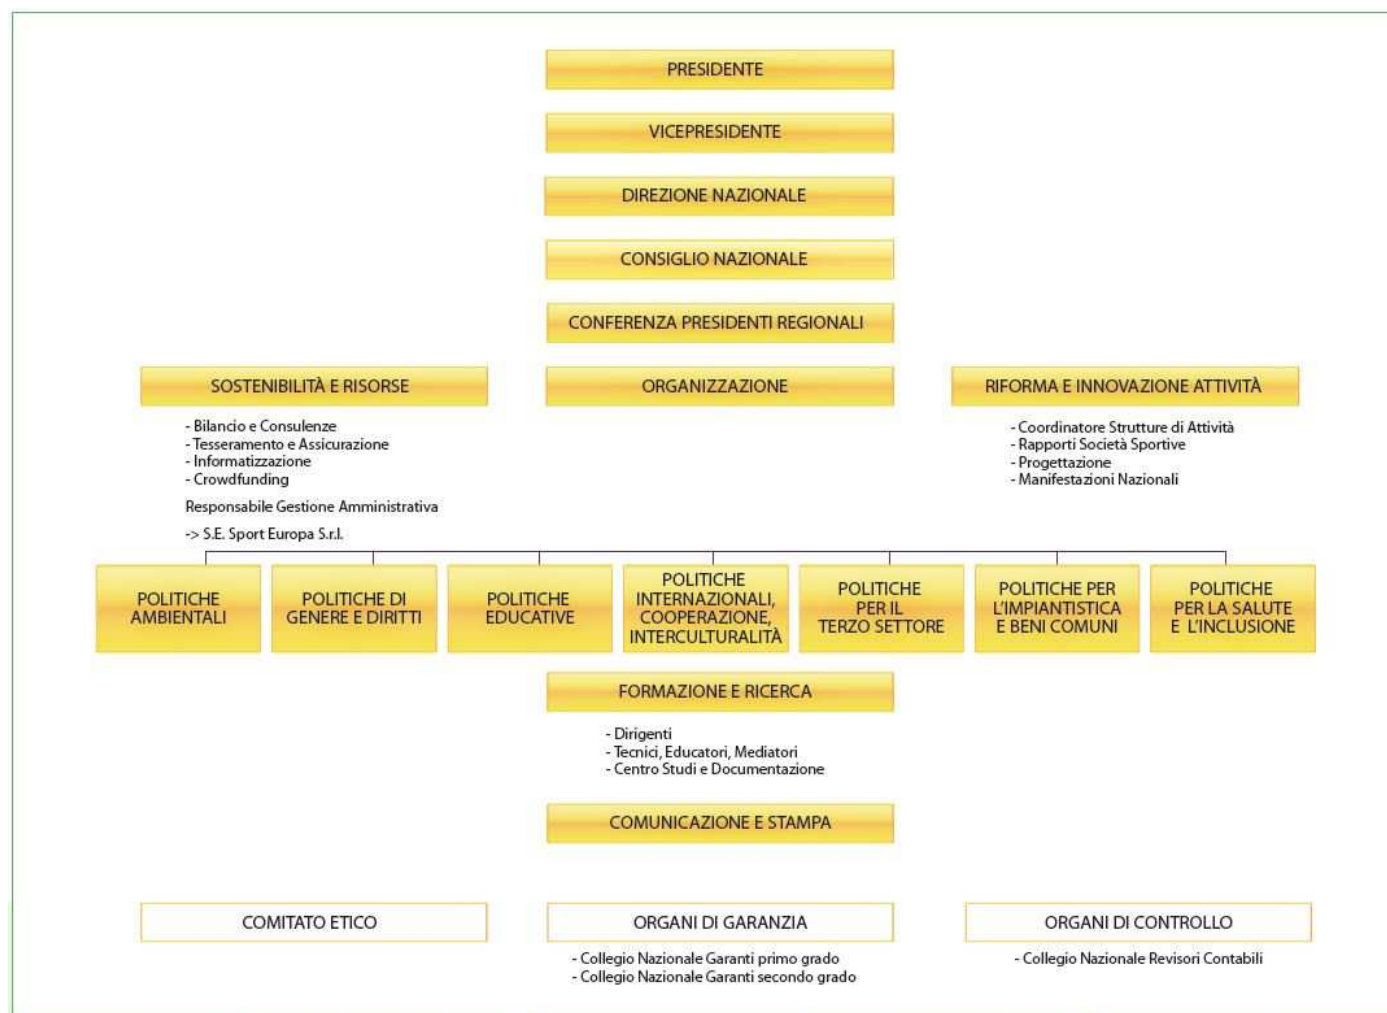 PRESIDENTE
VICEPRESIDENTE
DIREZIONE NAZIONALE
CONSIGLIO NAZIONALE
CONFERENZA PRESIDENTI REGIONALI
SOSTENIBILITÀ E RISORSE
- Bilancio e Consulenze
- Tesseramento e Assicurazione
- Informatizzazione
- Crowdfunding
Responsabile Gestione Amministrativa
-> S.E. Sport Europa S.r.l.
ORGANIZZAZIONE
RIFORMA E INNOVAZIONE ATTIVITÀ
- Coordinatore Strutture di Attività
- Rapporti Società Sportive
- Progettazione
- Manifestazioni Nazionali
POLITICHE
AMBIENTALI
POLITICHE DI
GENERE E DIRITTI
POLITICHE
EDUCATIVE
POLITICHE
INTERNAZIONALI,
COOPERAZIONE,
INTERCULTURALITÀ
POLITICHE
PER IL
TERZO SETTORE
POLITICHE PER
L'IMPIANTISTICA
E BENI COMUNI
POLITICHE
PER LA SALUTE
E L'INCLUSIONE
FORMAZIONE E RICERCA
- Dirigenti
- Tecnici, Educatori, Mediatori
- Centro Studi e Documentazione
COMUNICAZIONE E STAMPA
COMITATO ETICO
ORGANI DI GARANZIA
- Collegio Nazionale Garanti primo grado
- Collegio Nazionale Garanti secondo grado
ORGANI DI CONTROLLO
- Collegio Nazionale Revisori Contabili